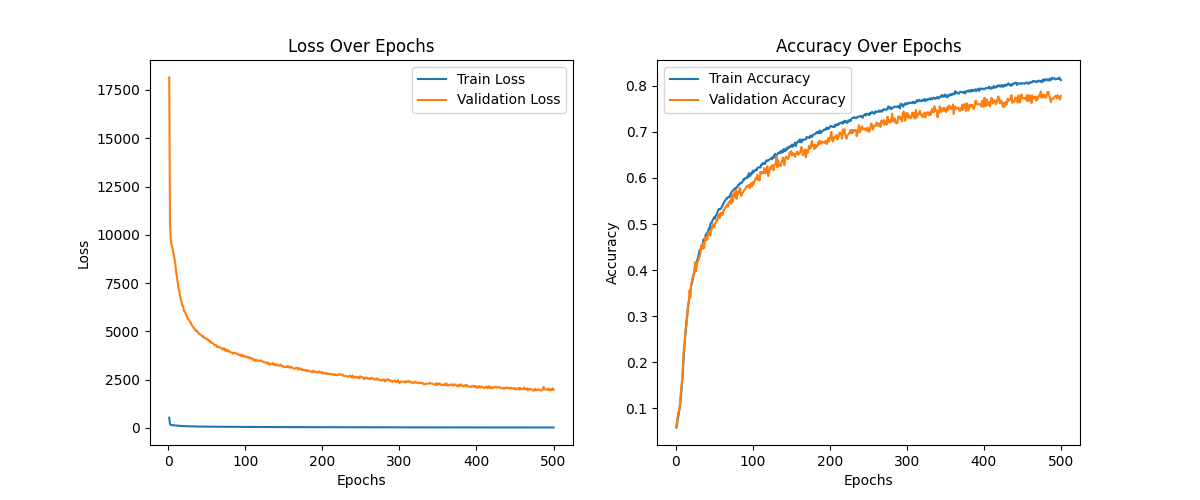 Loss Over Epochs
Train Loss
Validation Loss
17500
15000
12500
10000
7500
5000
2500
0
Loss
0 100 200 300 400 500
Epochs
Accuracy Over Epochs
Train Accuracy
Validation Accuracy
0.8
0.7
0.6
0.5
0.4
0.3
0.2
0.1
Accuracy
0 100 200 300 400 500
Epochs